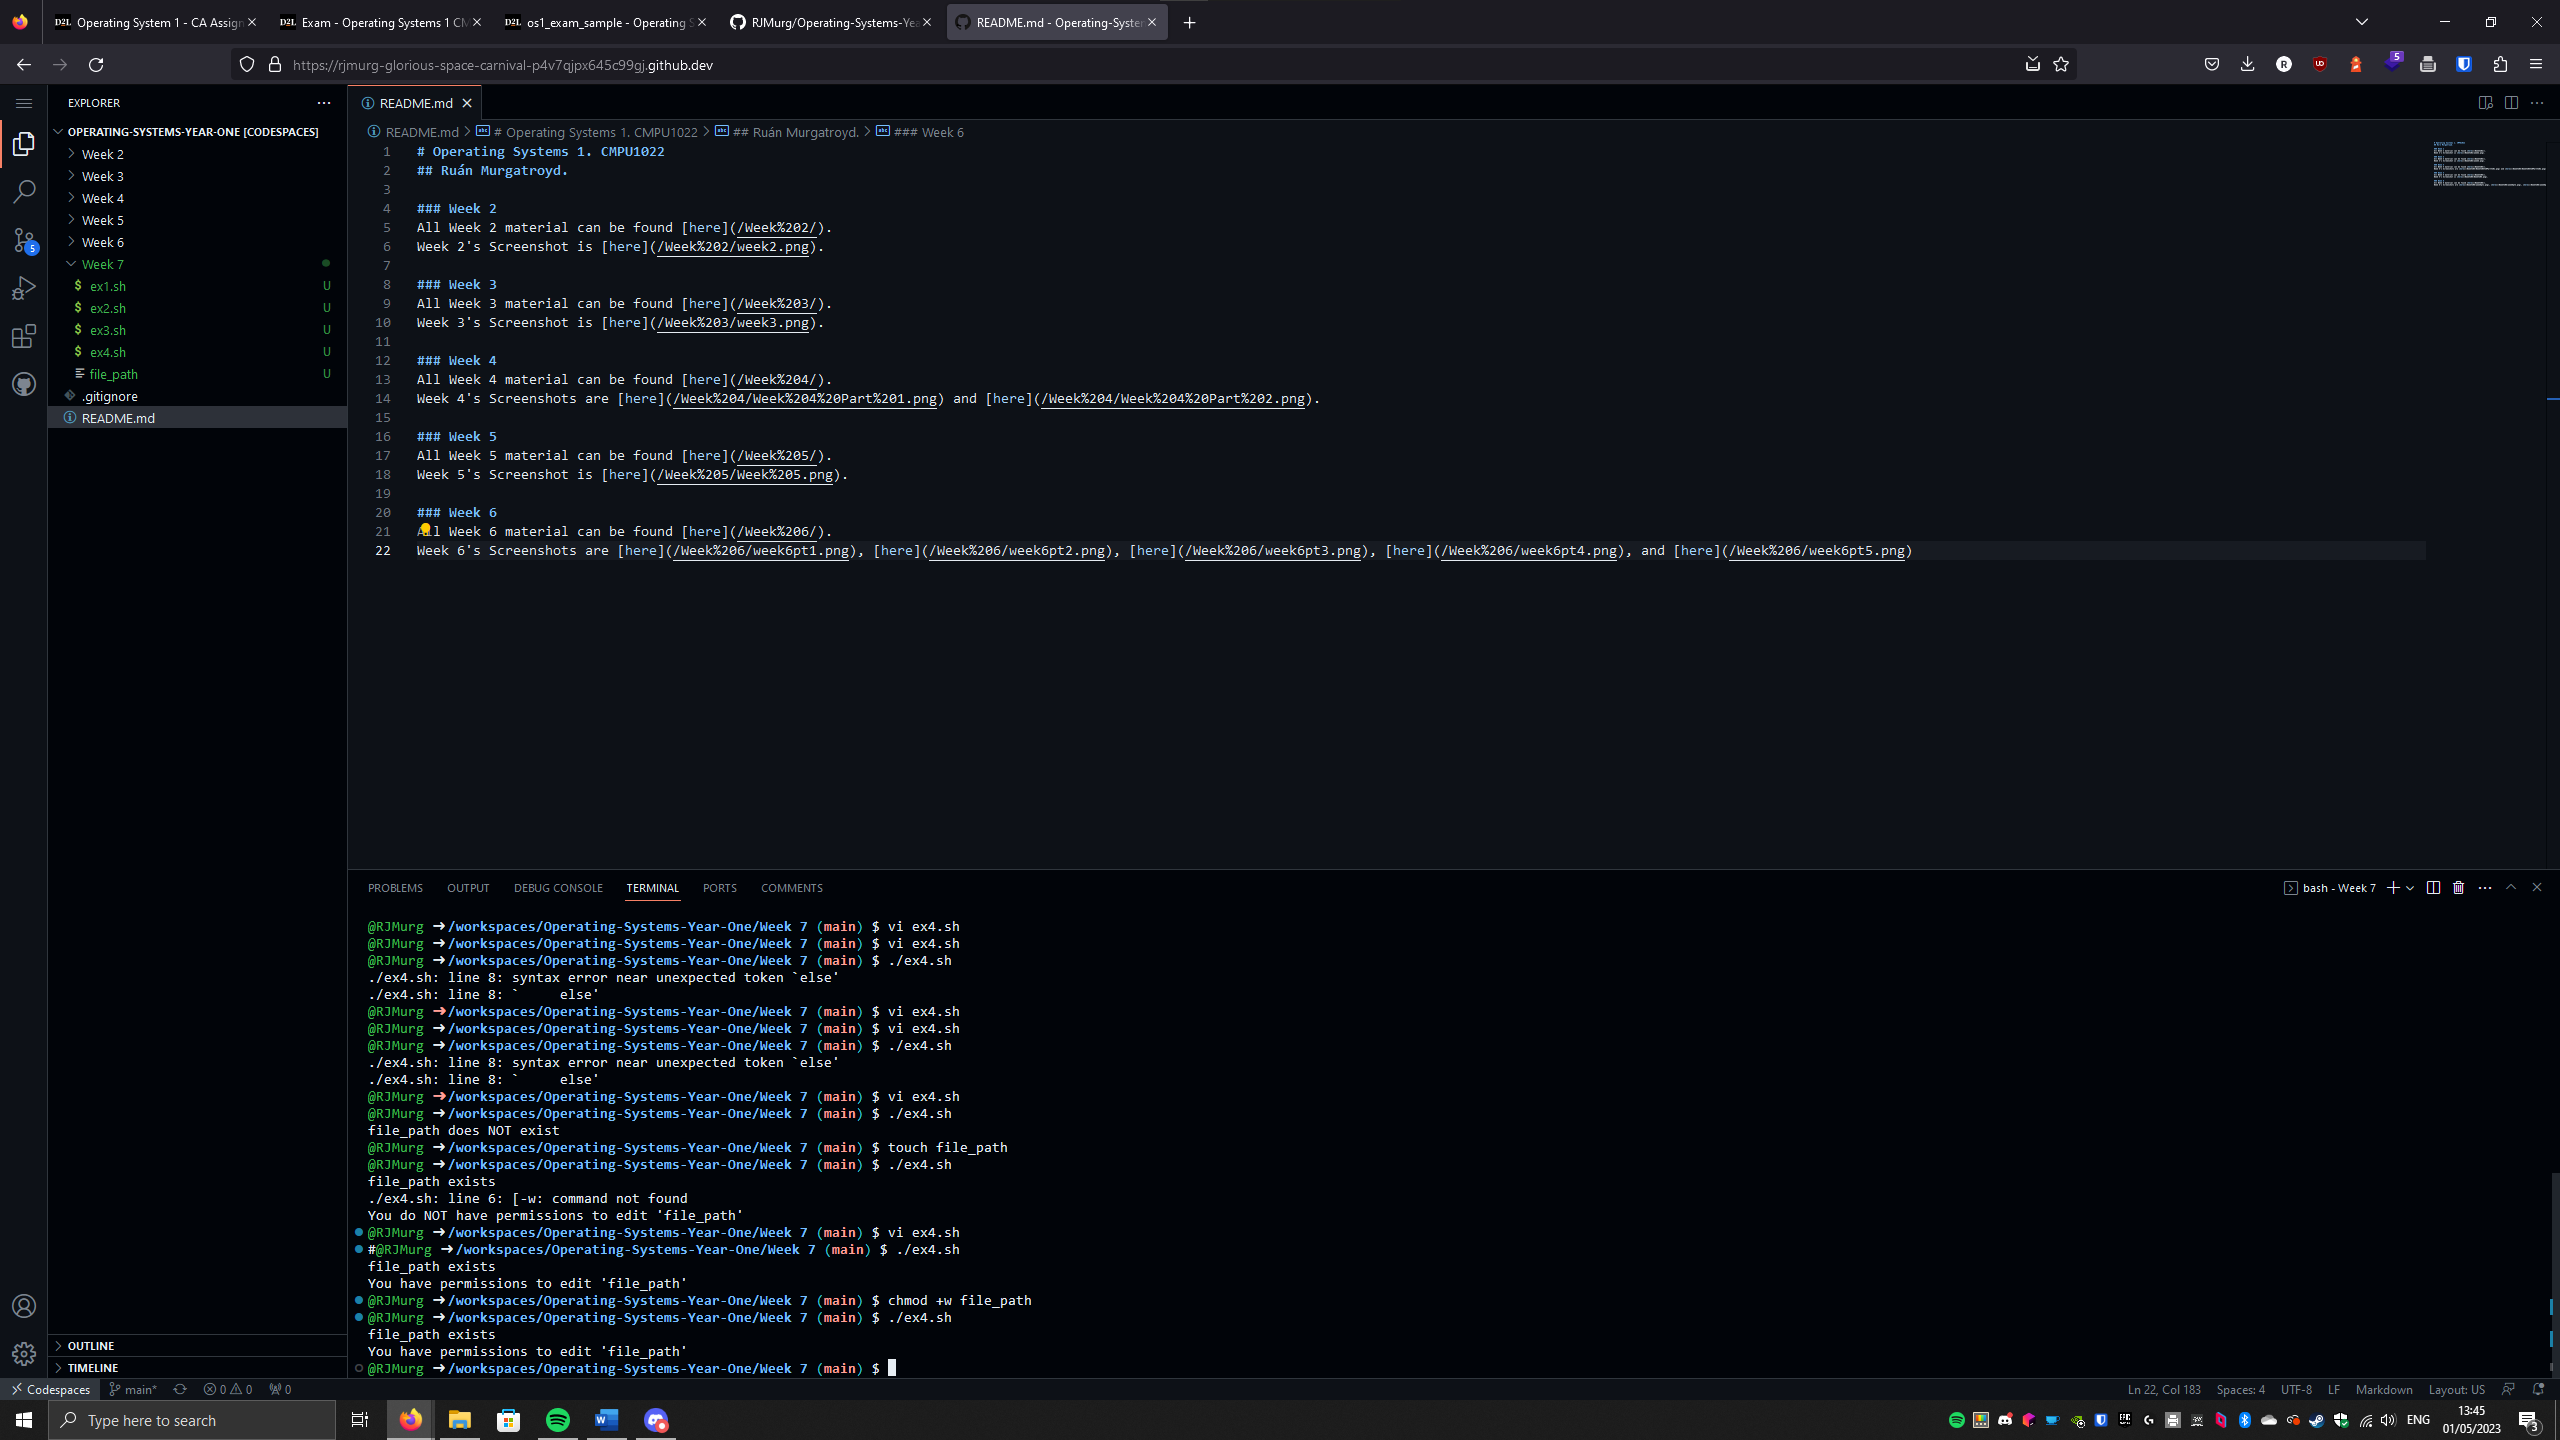 Operating System 1 - CA Assign
Exam - Operating Systems 1 CM
os1_exam_sample - Operating S
RJMurg/Operating-Systems-Yea
README.md - Operating-System
https://rjmurg-glorious-space-carnival-p4v7qjpx645c99gj.github.dev
5
EXPLORER
README.md
OPERATING-SYSTEMS-YEAR-ONE [CODESPACES]
Week 2
Week 3
Week 4
Week 5
Week 6
Week 7
ex1.sh U
ex2.sh U
ex3.sh U
ex4.sh U
file_path U
.gitignore
README.md
5
OUTLINE
TIMELINE
README.md > # Operating Systems 1. CMPU1022 > ## Ruán Murgatroyd. > ### Week 6
1 # Operating Systems 1. CMPU1022
2 ## Ruán Murgatroyd.
3
4 ### Week 2
5 All Week 2 material can be found [here](/Week%202/).
6 Week 2's Screenshot is [here](/Week%202/week2.png).
7
8 ### Week 3
9 All Week 3 material can be found [here](/Week%203/).
10 Week 3's Screenshot is [here](/Week%203/week3.png).
11
12 ### Week 4
13 All Week 4 material can be found [here](/Week%204/).
14 Week 4's Screenshots are [here](/Week%204/Week%204%20Part%201.png) and [here](/Week%204/Week%204%20Part%202.png).
15
16 ### Week 5
17 All Week 5 material can be found [here](/Week%205/).
18 Week 5's Screenshot is [here](/Week%205/Week%205.png).
19
20 ### Week 6
21 All Week 6 material can be found [here](/Week%206/).
22 Week 6's Screenshots are [here](/Week%206/week6pt1.png), [here](/Week%206/week6pt2.png), [here](/Week%206/week6pt3.png), [here](/Week%206/week6pt4.png), and [here](/Week%206/week6pt5.png)
PROBLEMS OUTPUT DEBUG CONSOLE TERMINAL PORTS COMMENTS
bash - Week 7
@RJMurg ➜/workspaces/Operating-Systems-Year-One/Week 7 (main) $ vi ex4.sh
@RJMurg ➜/workspaces/Operating-Systems-Year-One/Week 7 (main) $ vi ex4.sh
@RJMurg ➜/workspaces/Operating-Systems-Year-One/Week 7 (main) $ ./ex4.sh
./ex4.sh: line 8: syntax error near unexpected token `else'
./ex4.sh: line 8: `     else'
@RJMurg ➜/workspaces/Operating-Systems-Year-One/Week 7 (main) $ vi ex4.sh
@RJMurg ➜/workspaces/Operating-Systems-Year-One/Week 7 (main) $ vi ex4.sh
@RJMurg ➜/workspaces/Operating-Systems-Year-One/Week 7 (main) $ ./ex4.sh
./ex4.sh: line 8: syntax error near unexpected token `else'
./ex4.sh: line 8: `     else'
@RJMurg ➜/workspaces/Operating-Systems-Year-One/Week 7 (main) $ vi ex4.sh
@RJMurg ➜/workspaces/Operating-Systems-Year-One/Week 7 (main) $ ./ex4.sh
file_path does NOT exist
@RJMurg ➜/workspaces/Operating-Systems-Year-One/Week 7 (main) $ touch file_path
@RJMurg ➜/workspaces/Operating-Systems-Year-One/Week 7 (main) $ ./ex4.sh
file_path exists
./ex4.sh: line 6: [-w: command not found
You do NOT have permissions to edit 'file_path'
@RJMurg ➜/workspaces/Operating-Systems-Year-One/Week 7 (main) $ vi ex4.sh
#@RJMurg ➜/workspaces/Operating-Systems-Year-One/Week 7 (main) $ ./ex4.sh
file_path exists
You have permissions to edit 'file_path'
@RJMurg ➜/workspaces/Operating-Systems-Year-One/Week 7 (main) $ chmod +w file_path
@RJMurg ➜/workspaces/Operating-Systems-Year-One/Week 7 (main) $ ./ex4.sh
file_path exists
You have permissions to edit 'file_path'
@RJMurg ➜/workspaces/Operating-Systems-Year-One/Week 7 (main) $
Codespaces main* 0 0 0
Ln 22, Col 183 Spaces: 4 UTF-8 LF Markdown Layout: US
Type here to search
ENG
13:45
01/05/2023
3